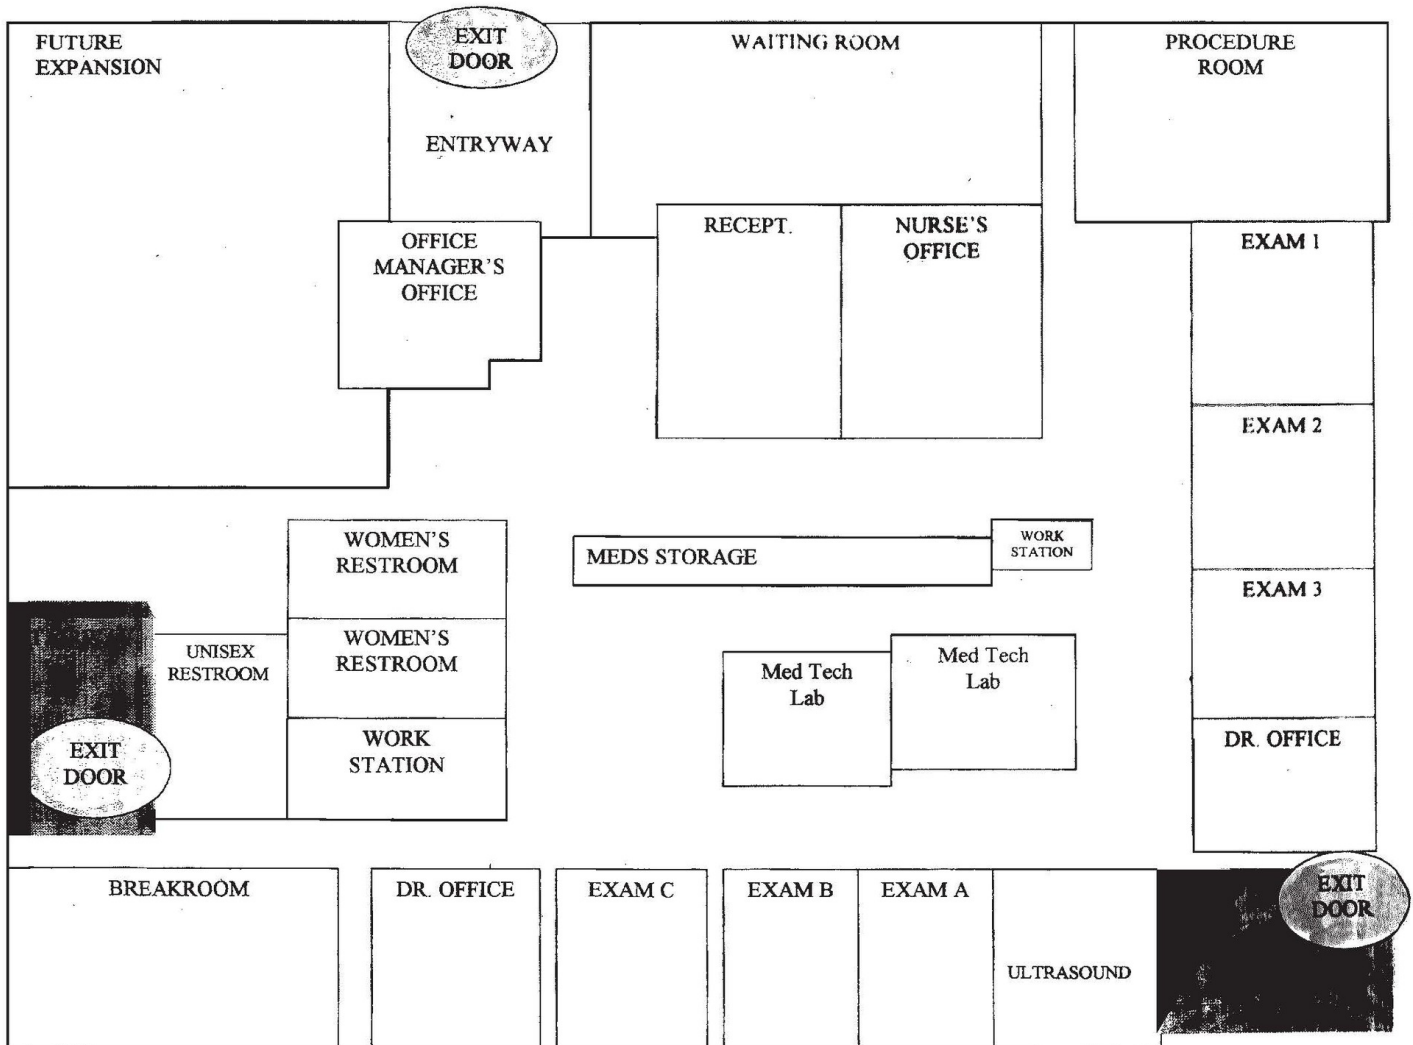 FUTURE
EXPANSION
EXIT
DOOR
ENTRYWAY
WAITING ROOM
PROCEDURE
ROOM
OFFICE
MANAGER'S
OFFICE
RECEPT.
NURSE'S
OFFICE
EXAM 1
EXAM 2
WOMEN'S
RESTROOM
MEDS STORAGE
WORK
STATION
EXAM 3
UNISEX
RESTROOM
WOMEN'S
RESTROOM
Med Tech
Lab
Med Tech
Lab
EXIT
DOOR
WORK
STATION
DR. OFFICE
BREAKROOM
DR. OFFICE
EXAM C
EXAM B
EXAM A
ULTRASOUND
EXIT
DOOR